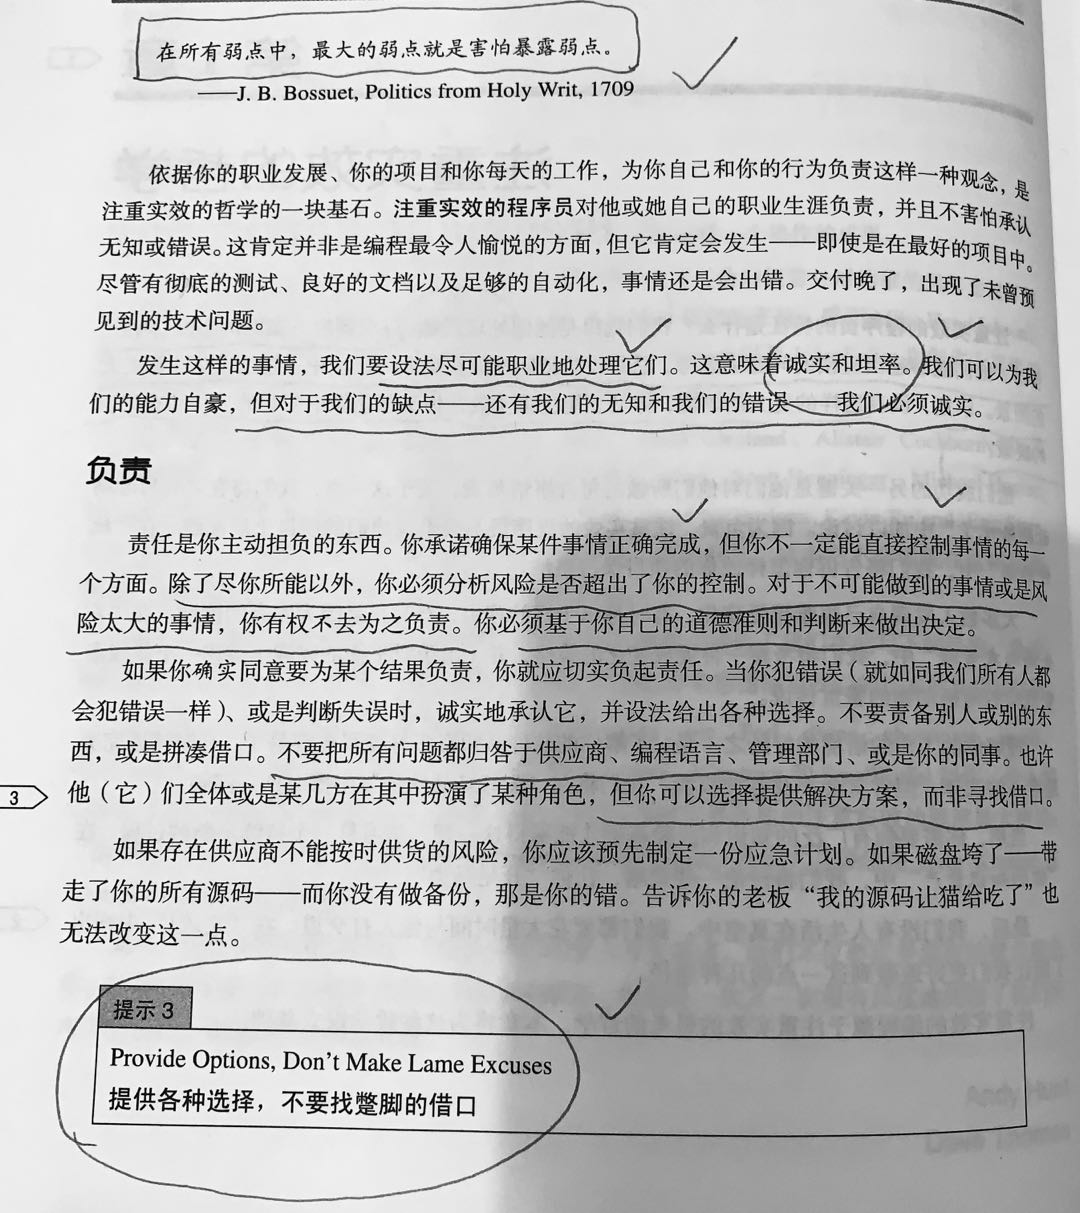 在所有弱点中，最大的弱点就是害怕暴露弱点。
——J. B. Bossuet, Politics from Holy Writ, 1709
依据你的职业发展、你的项目和你每天的工作，为你自己和你的行为负责这样一种观念，是
注重实效的哲学的一块基石。注重实效的程序员对他或她自己的职业生涯负责，并且不害怕承认
无知或错误。这肯定并非是编程最令人愉悦的方面，但它肯定会发生——即使是在最好的项目中。
尽管有彻底的测试、良好的文档以及足够的自动化，事情还是会出错。交付晚了，出现了未曾预
见到的技术问题。
发生这样的事情，我们要设法尽可能职业地处理它们。这意味着诚实和坦率。我们可以为我
们的能力自豪，但对于我们的缺点——还有我们的无知和我们的错误——我们必须诚实。
负责
责任是你主动担负的东西。你承诺确保某件事情正确完成，但你不一定能直接控制事情的每一
个方面。除了尽你所能以外，你必须分析风险是否超出了你的控制。对于不可能做到的事情或是风
险太大的事情，你有权不去为之负责。你必须基于你自己的道德准则和判断来做出决定。
如果你确实同意要为某个结果负责，你就应切实负起责任。当你犯错误（就如同我们所有人都
会犯错误一样）、或是判断失误时，诚实地承认它，并设法给出各种选择。不要责备别人或别的东
西，或是拼凑借口。不要把所有问题都归咎于供应商、编程语言、管理部门、或是你的同事。也许
3
他（它）们全体或是某几方在其中扮演了某种角色，但你可以选择提供解决方案，而非寻找借口。
如果存在供应商不能按时供货的风险，你应该预先制定一份应急计划。如果磁盘垮了——带
走了你的所有源码——而你没有做备份，那是你的错。告诉你的老板“我的源码让猫给吃了”也
无法改变这一点。
提示 3
Provide Options, Don't Make Lame Excuses
提供各种选择，不要找蹩脚的借口